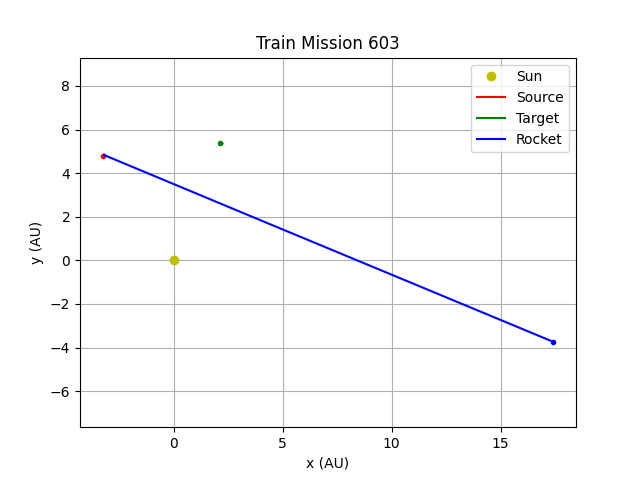 Train Mission 603
Sun
Source
Target
Rocket
8
6
4
2
0
−2
−4
−6
y (AU)
0 5 10 15
x (AU)